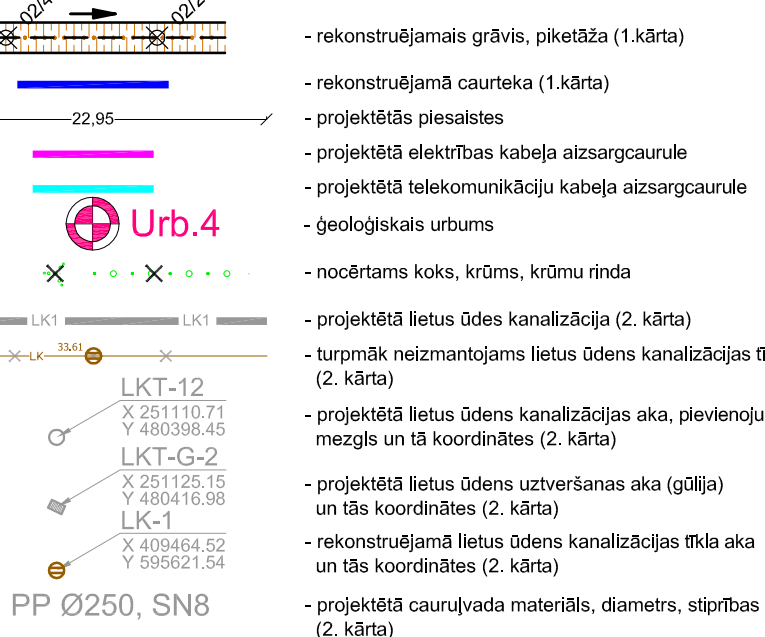 02/4 02/2
- rekonstruējamais grāvis, piketāža (1.kārta)
- rekonstruējamā caurteka (1.kārta)
22,95 - projektētās piesaistes
- projektētā elektrības kabeļa aizsargcaurule
- projektētā telekomunikāciju kabeļa aizsargcaurule
Urb.4 - ģeoloģiskais urbums
- nocērtams koks, krūms, krūmu rinda
LK1 LK1 - projektētā lietus ūdes kanalizācija (2. kārta)
LK 33.61 - turpmāk neizmantojams lietus ūdens kanalizācijas tī
(2. kārta)
LKT-12
X 251110.71
Y 480398.45
- projektētā lietus ūdens kanalizācijas aka, pievienoju
mezgls un tā koordinātes (2. kārta)
LKT-G-2
X 251125.15
Y 480416.98
- projektētā lietus ūdens uztveršanas aka (gūlija)
un tās koordinātes (2. kārta)
LK-1
X 409464.52
Y 595621.54
- rekonstruējamā lietus ūdens kanalizācijas tīkla aka
un tās koordinātes (2. kārta)
PP Ø250, SN8 - projektētā cauruļvada materiāls, diametrs, stiprības
(2. kārta)